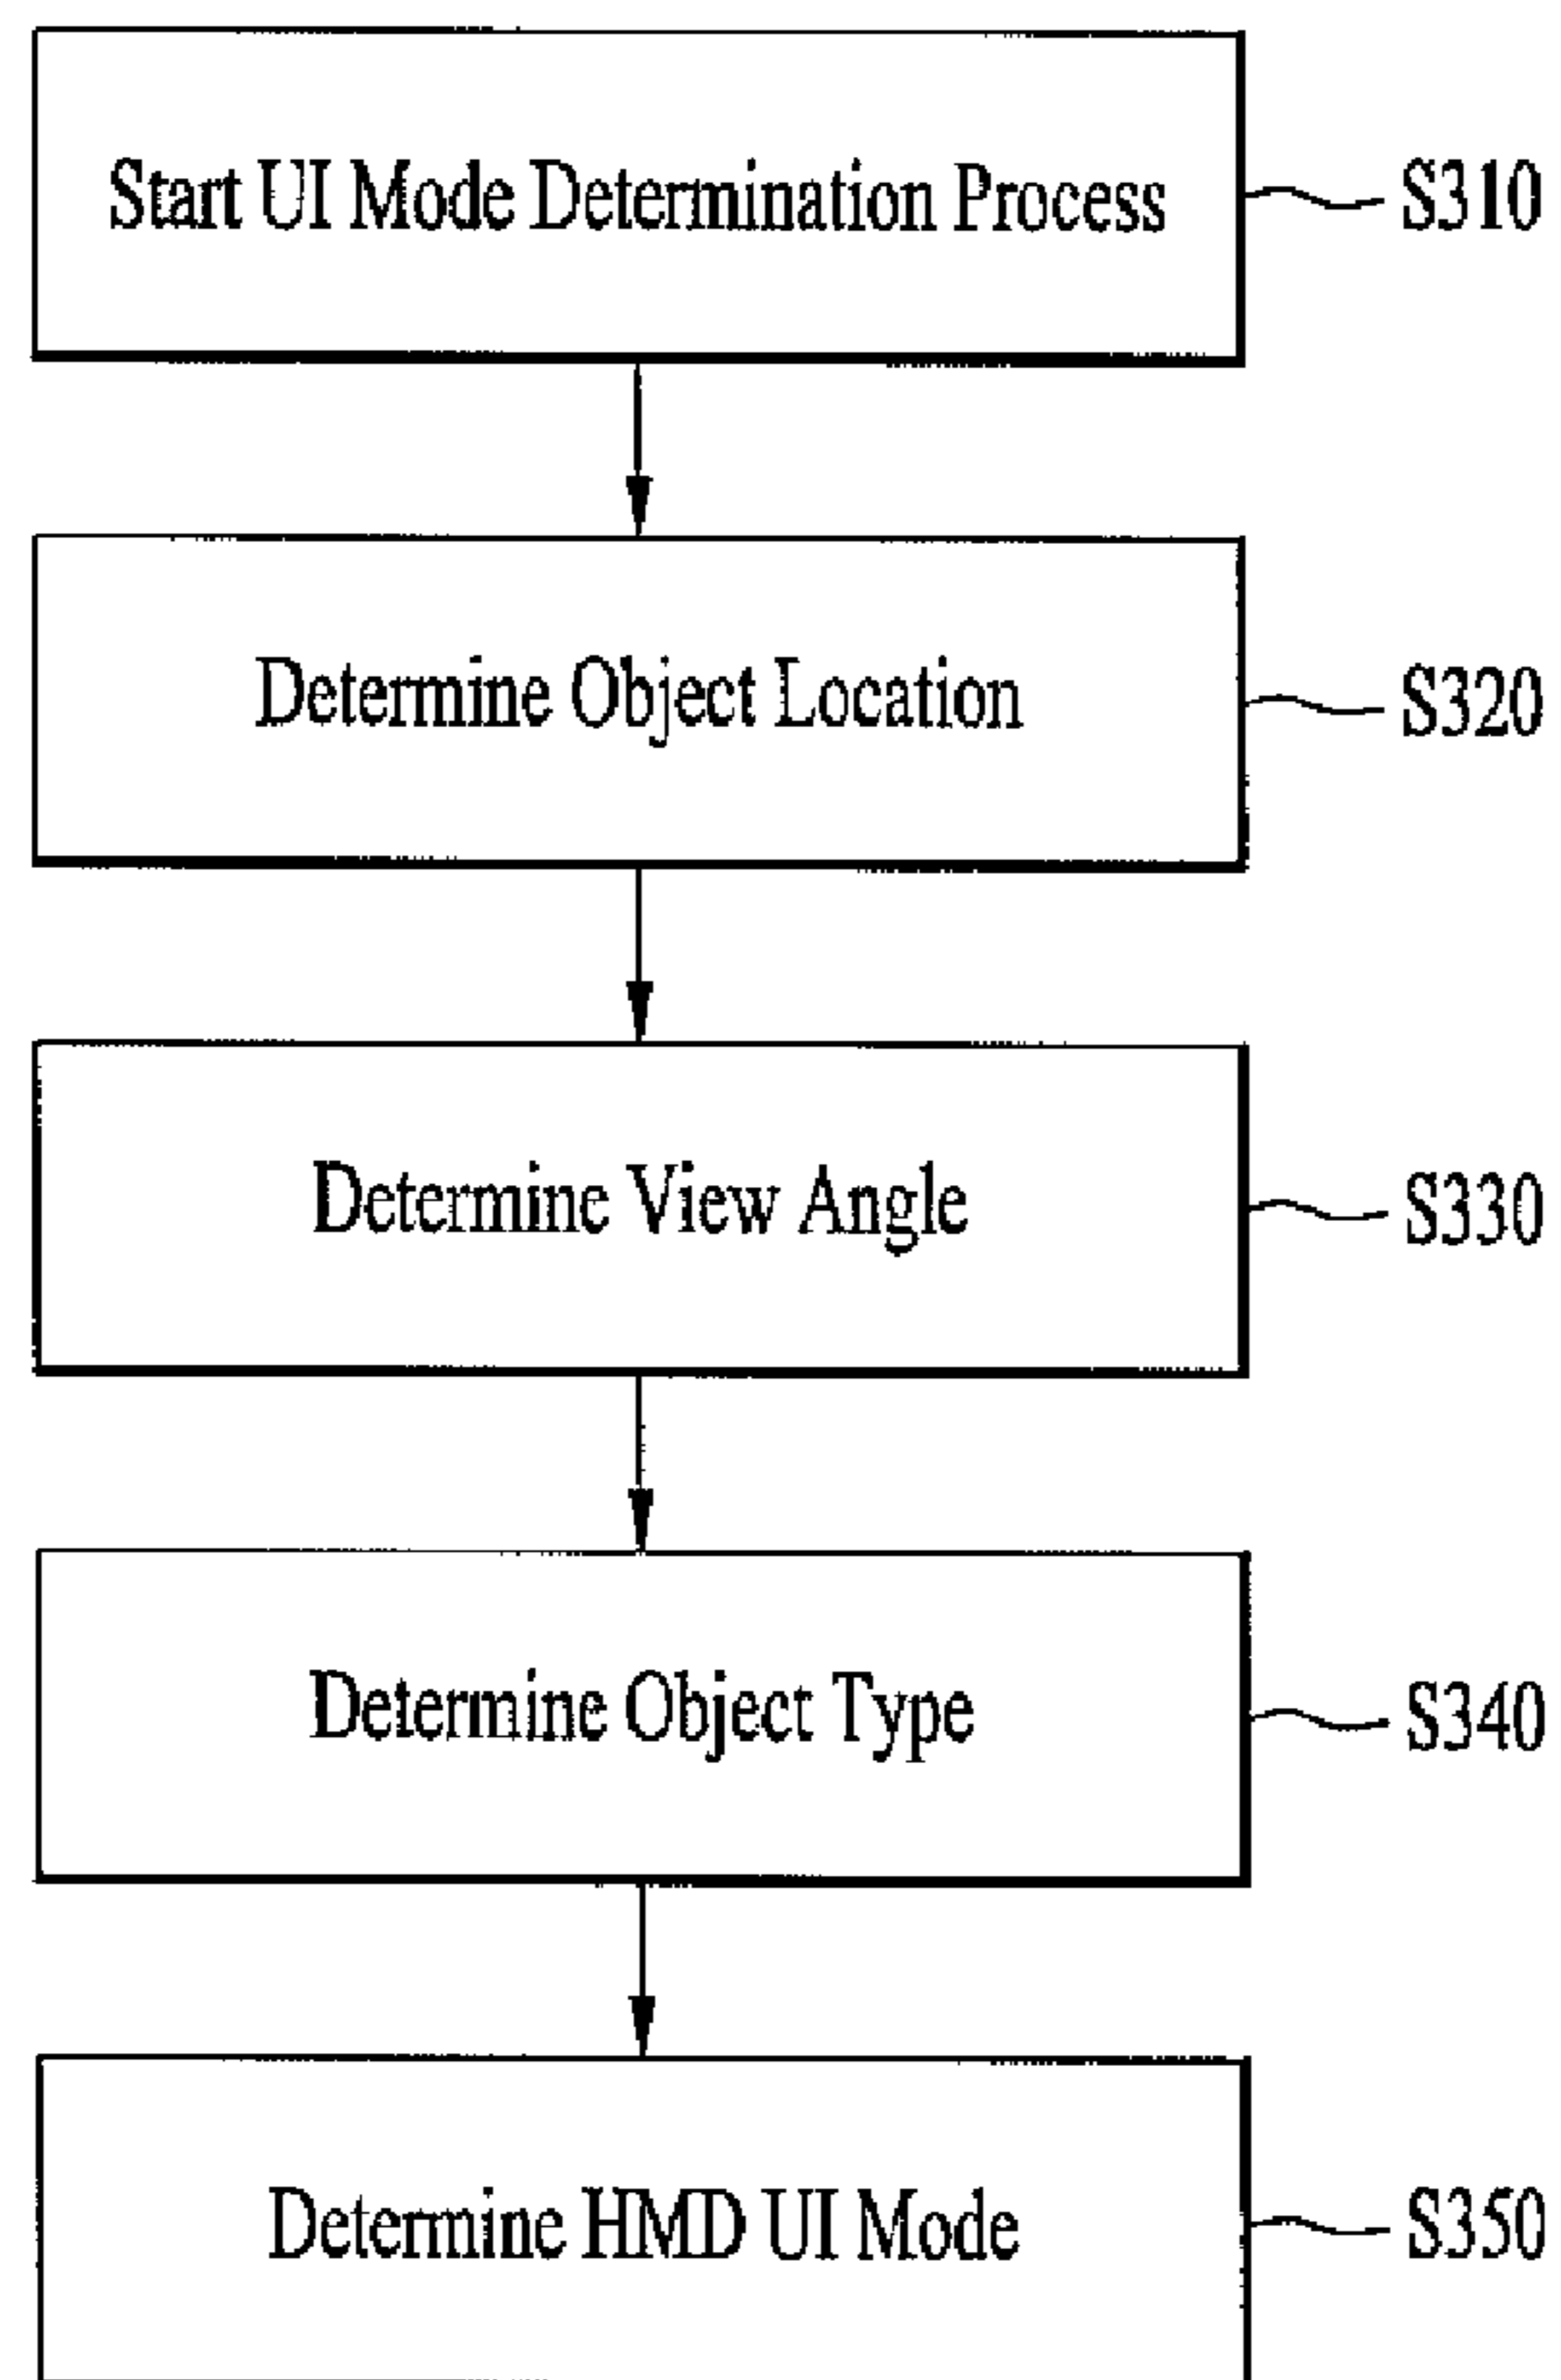 Start UI Mode Determination Process
S310
Determine Object Location
S320
Determine View Angle
S330
Determine Object Type
S340
Determine HMD UI Mode
S350